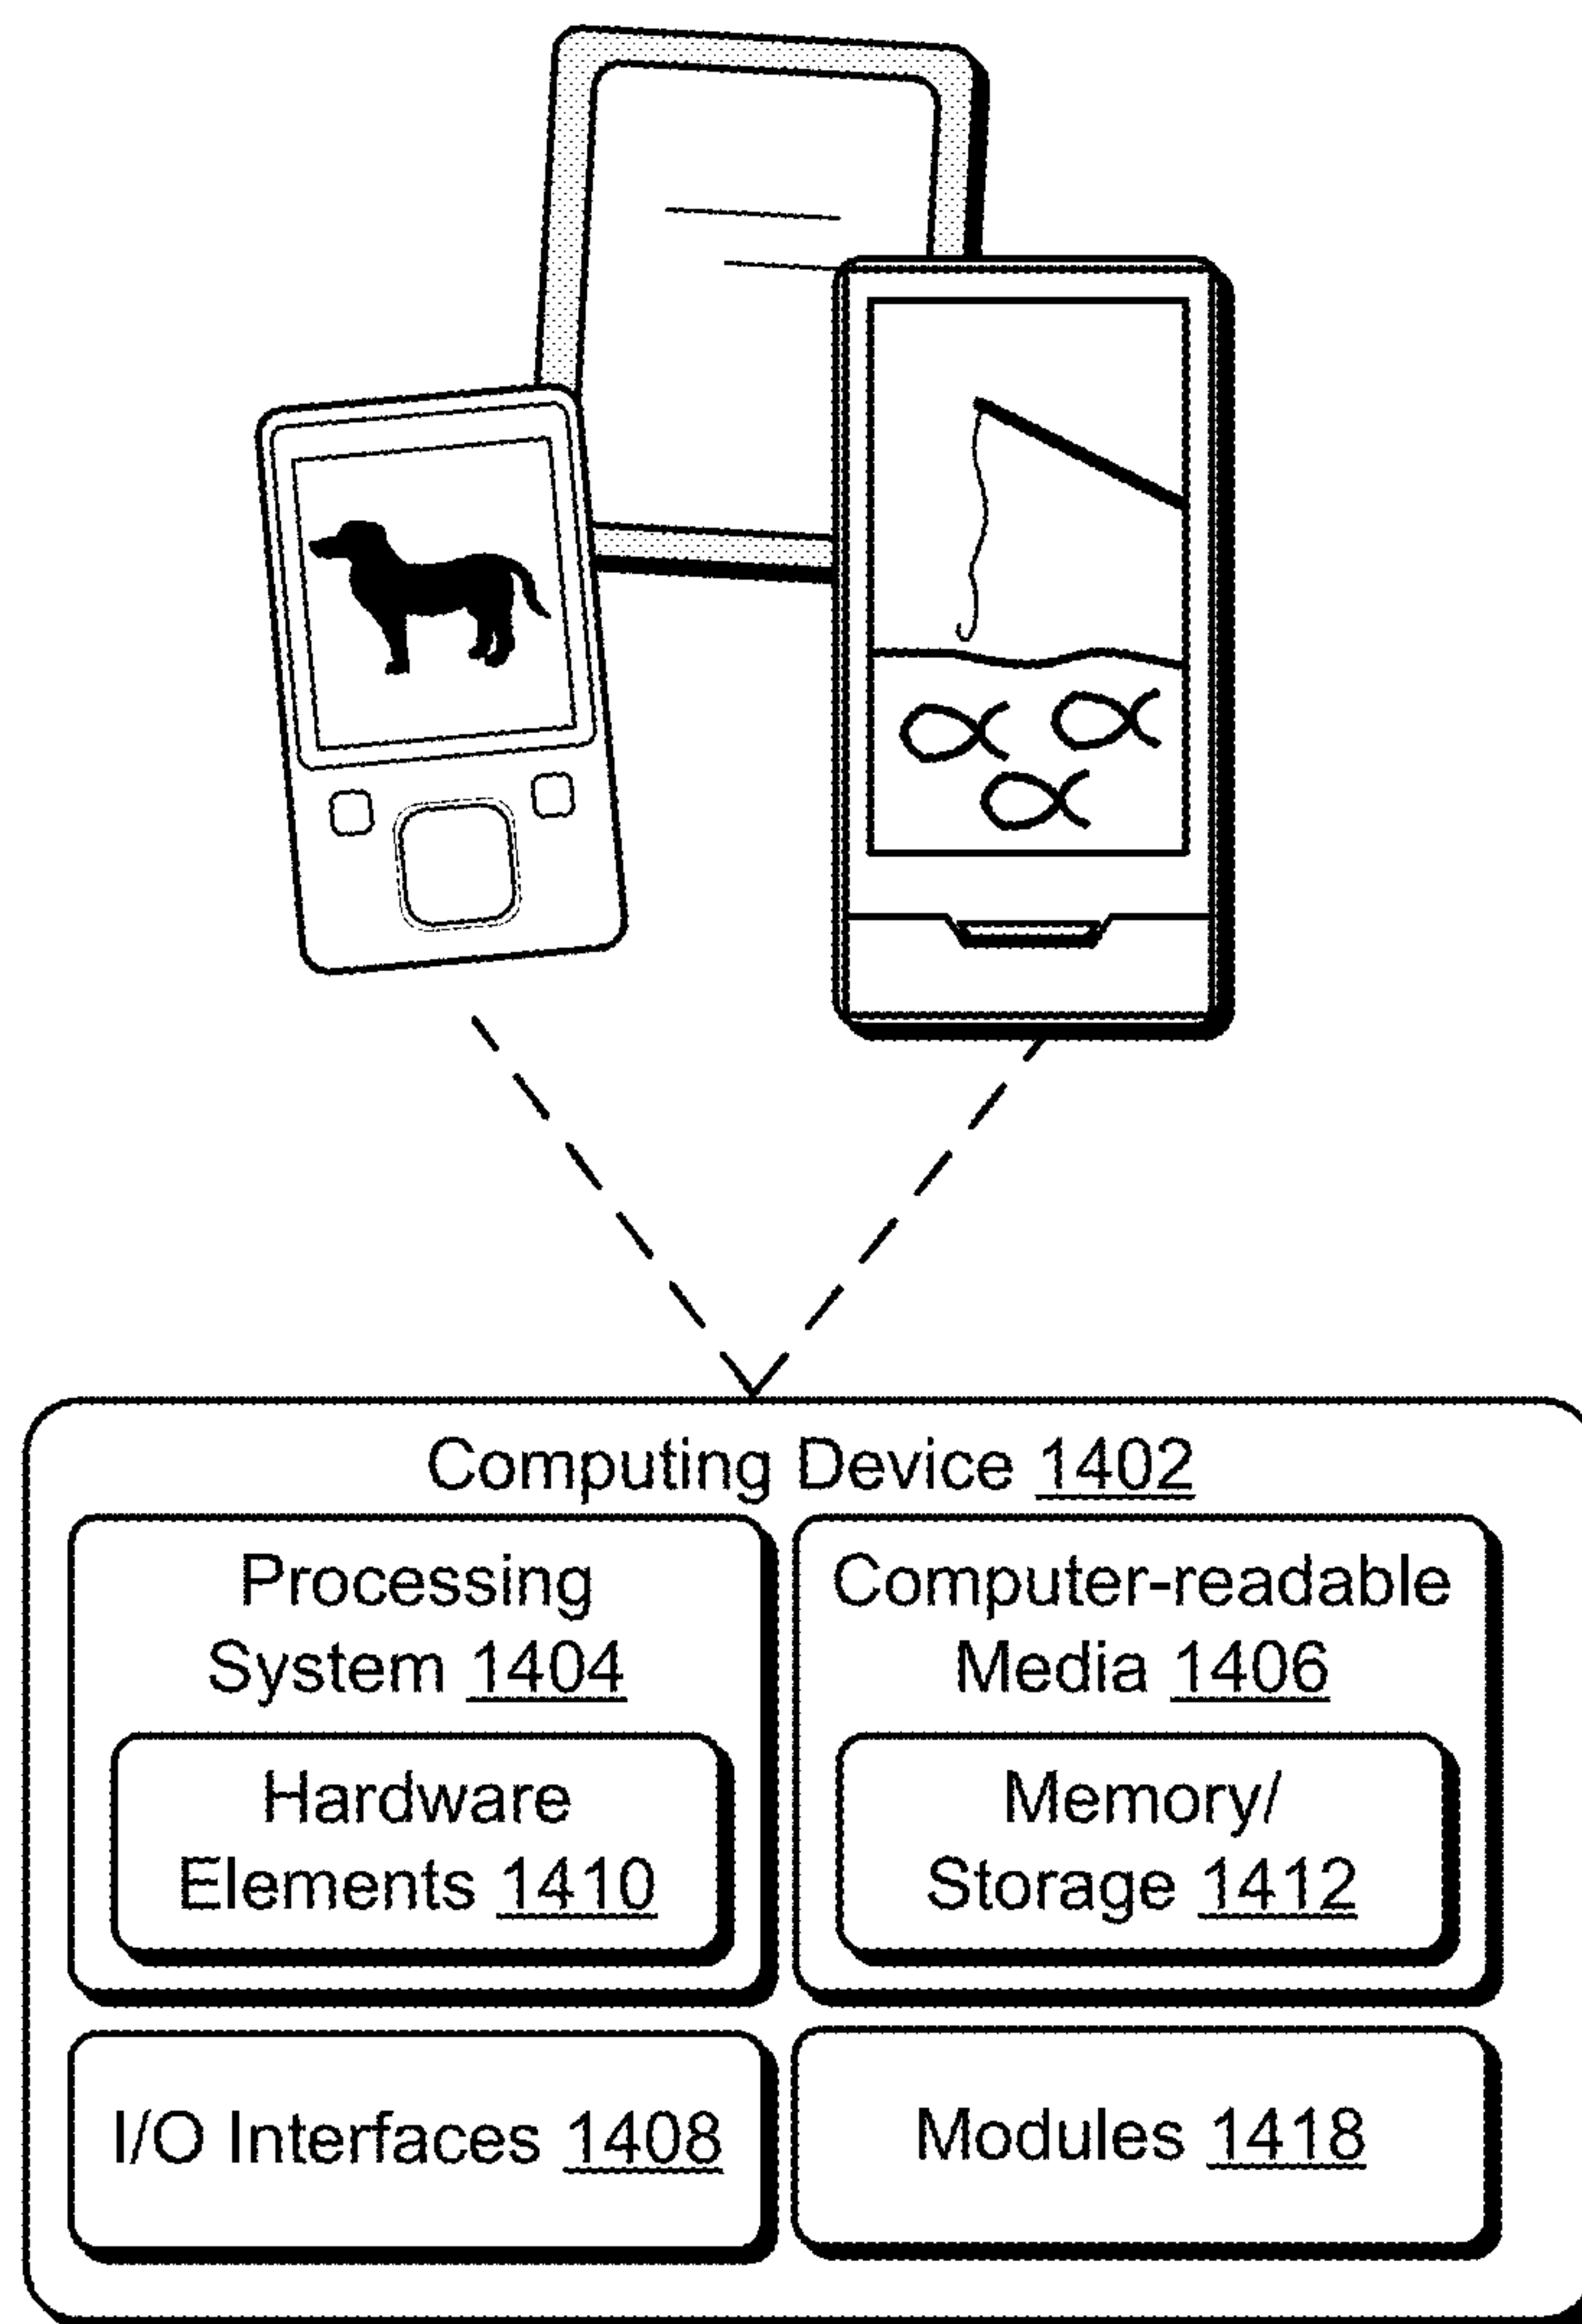 Computing Device 1402
Processing
System 1404
Hardware
Elements 1410
Computer-readable
Media 1406
Memory/
Storage 1412
I/O Interfaces 1408
Modules 1418